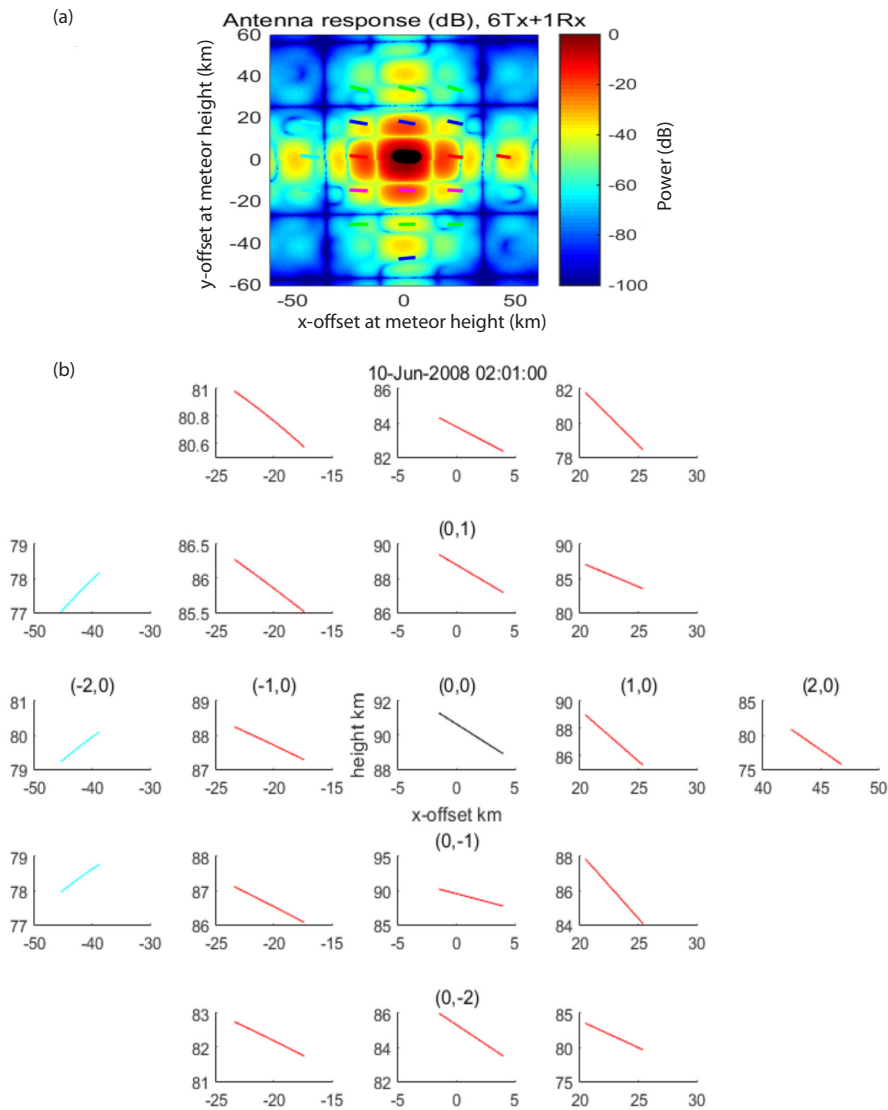 (a)
Antenna response (dB), 6Tx+1Rx
60
40
20
0
-20
-40
-60
y-offset at meteor height (km)
-50
0
50
x-offset at meteor height (km)
0
-20
-40
-60
-80
-100
Power (dB)
(b)
10-Jun-2008 02:01:00
81
80.8
80.6
-25 -20 -15 -10
86
84
82
-5 0 5
82
80
78
20 25 30
79
78
77
-50 -40 -30
86.5
86
85.5
-25 -20 -15 -10
(0,1)
90
88
86
-5 0 5
90
85
80
20 25 30
(-2,0)
81
80
79
-50 -40 -30
(-1,0)
89
88
87
-25 -20 -15 -10
(0,0)
height km
92
90
88
-5 0 5
x-offset km
(1,0)
90
88
86
20 25 30
(2,0)
85
80
75
40 45 50
79
78
77
-50 -40 -30
88
87
86
-25 -20 -15 -10
(0,-1)
95
90
85
-5 0 5
88
86
84
20 25 30
83
82
81
-25 -20 -15 -10
(0,-2)
86
84
82
-5 0 5
85
80
75
20 25 30